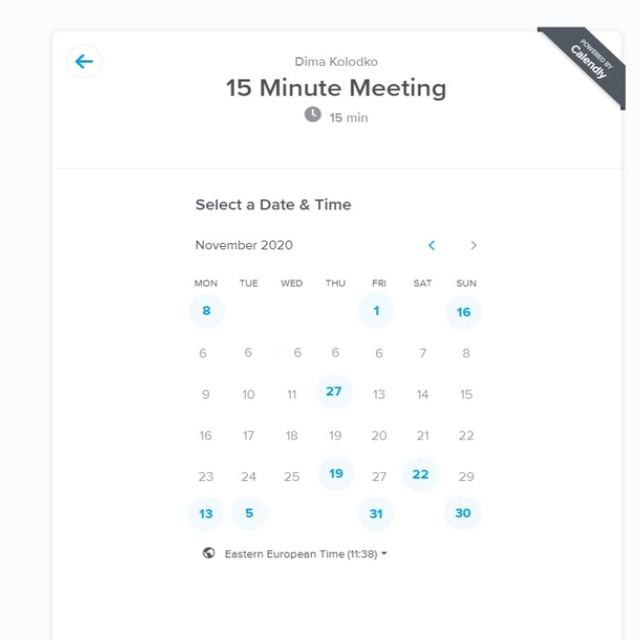 POWERED BY
Calendly
Dima Kolodko
15 Minute Meeting
15 min
Select a Date & Time
November 2020
MON TUE WED THU FRI SAT SUN
8 1 16
6 6 6 6 6 7 8
9 10 11 27 13 14 15
16 17 18 19 20 21 22
23 24 25 19 27 22 29
13 5 31 30
Eastern European Time (11:38)